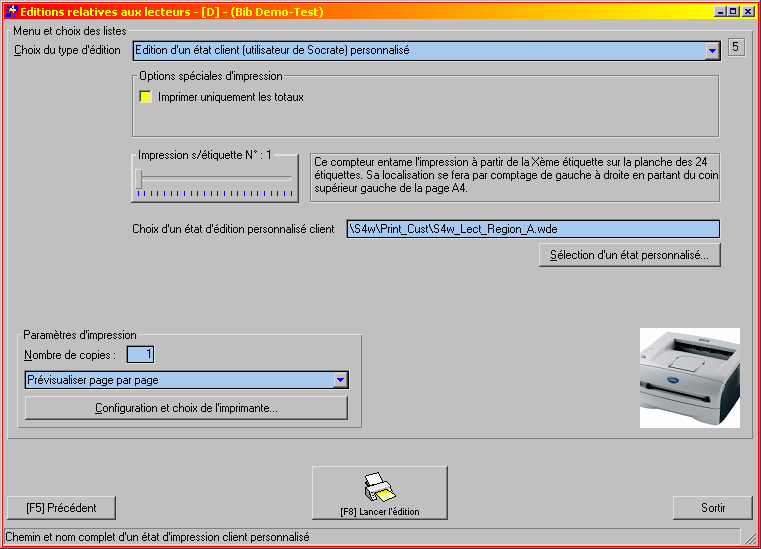 Editions relatives aux lecteurs - [D] - (Bib Demo-Test)
Menu et choix des listes
Choix du type d'édition
Edition d'un état client (utilisateur de Socrate) personnalisé
5
Options spéciales d'impression
Imprimer uniquement les totaux
Impression s/étiquette N° : 1
Ce compteur entame l'impression à partir de la Xème étiquette sur la planche des 24
étiquettes. Sa localisation se fera par comptage de gauche à droite en partant du coin
supérieur gauche de la page A4.
Choix d'un état d'édition personnalisé client
\S4w\Print_Cust\S4w_Lect_Region_A.wde
Sélection d'un état personnalisé...
Paramètres d'impression
Nombre de copies :
1
Prévisualiser page par page
Configuration et choix de l'imprimante...
[F5] Précédent
[F8] Lancer l'édition
Sortir
Chemin et nom complet d'un état d'impression client personnalisé